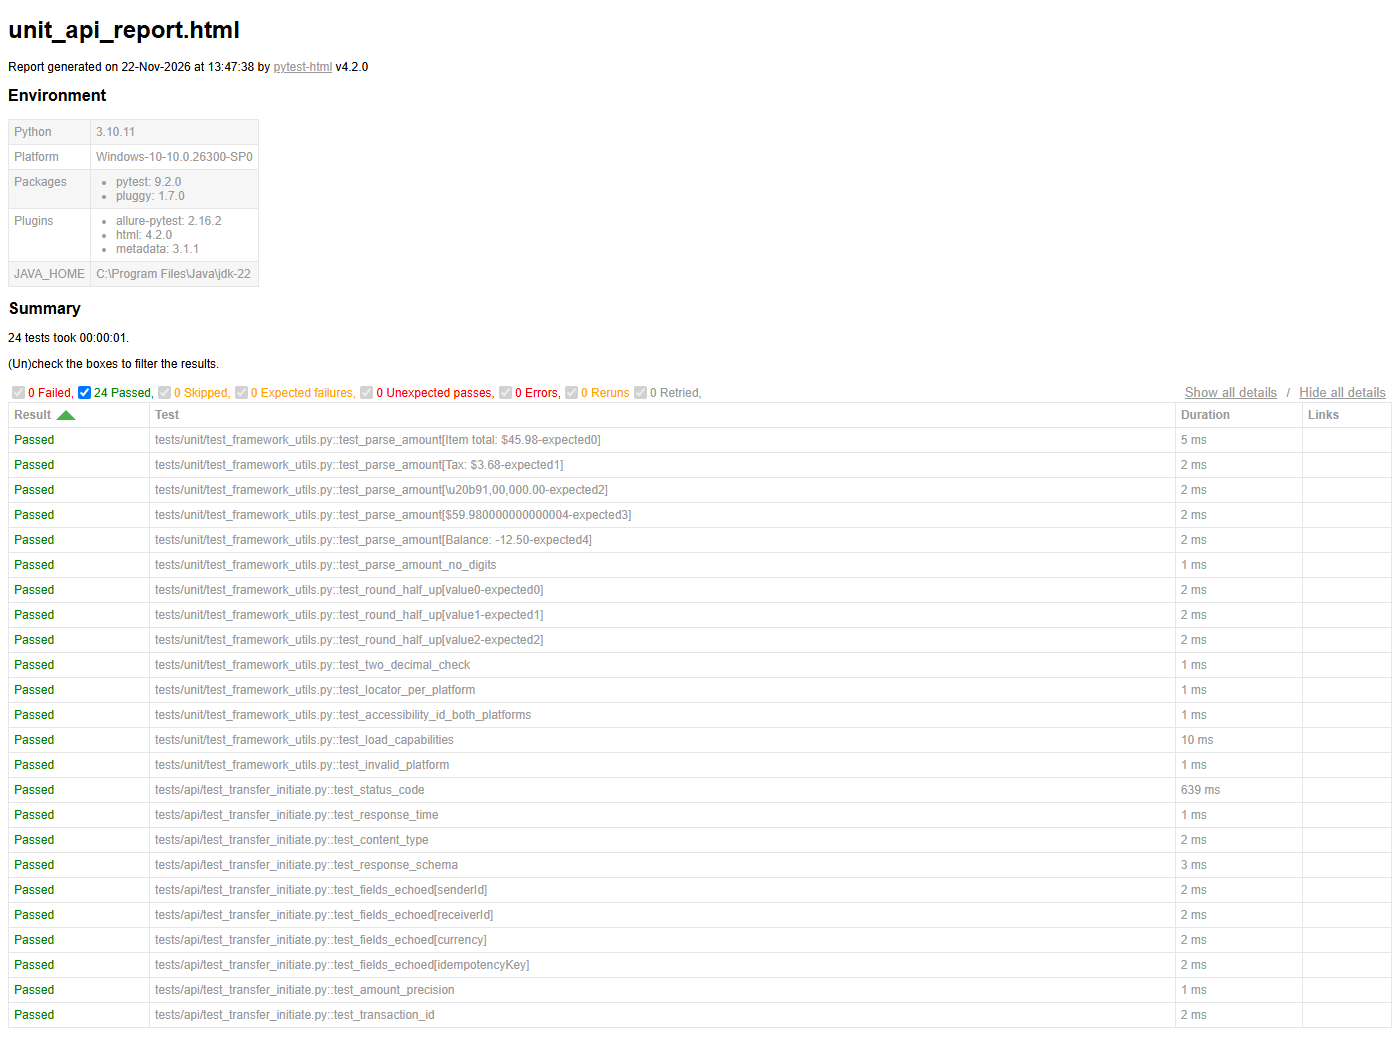 unit_api_report.html
Report generated on 22-Nov-2026 at 13:47:38 by pytest-html v4.2.0
Environment
Python 3.10.11
Platform Windows-10-10.0.26300-SP0
Packages
pytest: 9.2.0
pluggy: 1.7.0
Plugins
allure-pytest: 2.16.2
html: 4.2.0
metadata: 3.1.1
JAVA_HOME C:\Program Files\Java\jdk-22
Summary
24 tests took 00:00:01.
(Un)check the boxes to filter the results.
0 Failed, 24 Passed, 0 Skipped, 0 Expected failures, 0 Unexpected passes, 0 Errors, 0 Reruns 0 Retried, Show all details / Hide all details
Result Test Duration Links
Passed tests/unit/test_framework_utils.py::test_parse_amount[Item total: $45.98-expected0] 5 ms
Passed tests/unit/test_framework_utils.py::test_parse_amount[Tax: $3.68-expected1] 2 ms
Passed tests/unit/test_framework_utils.py::test_parse_amount[\u20b91,00,000.00-expected2] 2 ms
Passed tests/unit/test_framework_utils.py::test_parse_amount[$59.980000000000004-expected3] 2 ms
Passed tests/unit/test_framework_utils.py::test_parse_amount[Balance: -12.50-expected4] 2 ms
Passed tests/unit/test_framework_utils.py::test_parse_amount_no_digits 1 ms
Passed tests/unit/test_framework_utils.py::test_round_half_up[value0-expected0] 2 ms
Passed tests/unit/test_framework_utils.py::test_round_half_up[value1-expected1] 2 ms
Passed tests/unit/test_framework_utils.py::test_round_half_up[value2-expected2] 2 ms
Passed tests/unit/test_framework_utils.py::test_two_decimal_check 1 ms
Passed tests/unit/test_framework_utils.py::test_locator_per_platform 1 ms
Passed tests/unit/test_framework_utils.py::test_accessibility_id_both_platforms 1 ms
Passed tests/unit/test_framework_utils.py::test_load_capabilities 10 ms
Passed tests/unit/test_framework_utils.py::test_invalid_platform 1 ms
Passed tests/api/test_transfer_initiate.py::test_status_code 639 ms
Passed tests/api/test_transfer_initiate.py::test_response_time 1 ms
Passed tests/api/test_transfer_initiate.py::test_content_type 2 ms
Passed tests/api/test_transfer_initiate.py::test_response_schema 3 ms
Passed tests/api/test_transfer_initiate.py::test_fields_echoed[senderId] 2 ms
Passed tests/api/test_transfer_initiate.py::test_fields_echoed[receiverId] 2 ms
Passed tests/api/test_transfer_initiate.py::test_fields_echoed[currency] 2 ms
Passed tests/api/test_transfer_initiate.py::test_fields_echoed[idempotencyKey] 2 ms
Passed tests/api/test_transfer_initiate.py::test_amount_precision 1 ms
Passed tests/api/test_transfer_initiate.py::test_transaction_id 2 ms